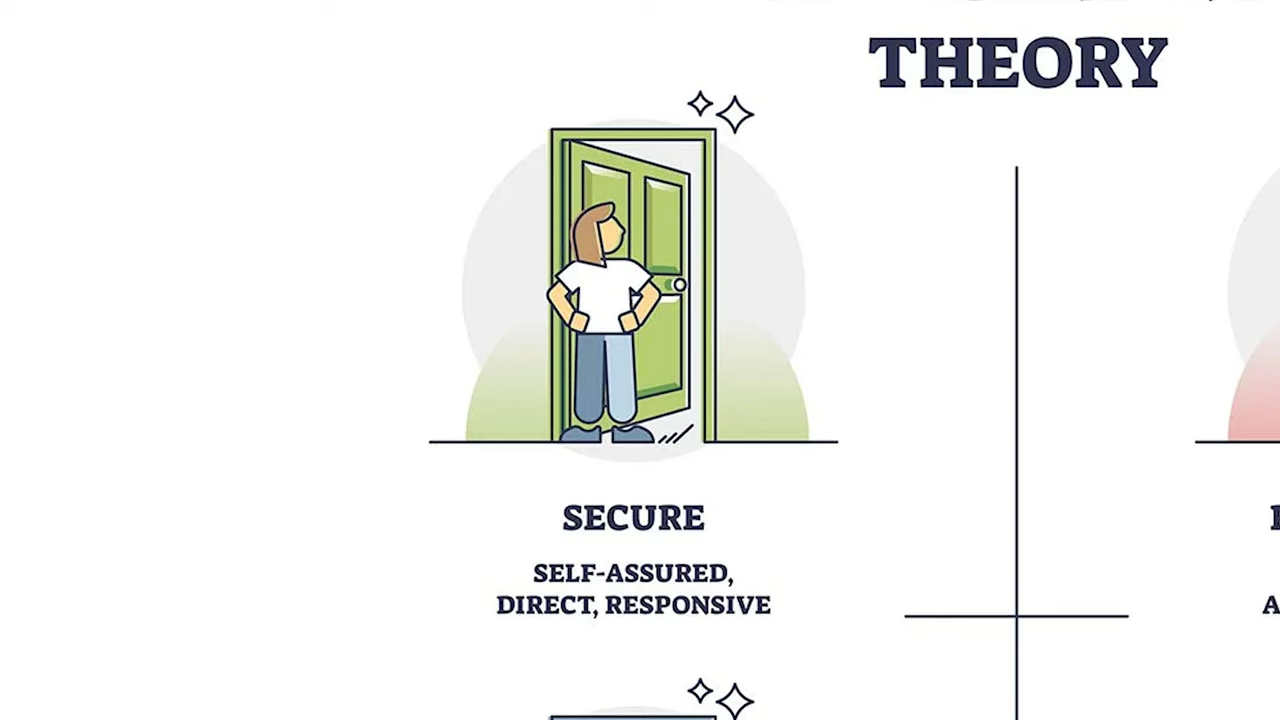 THEORY
SECURE
SELF-ASSURED,
DIRECT, RESPONSIVE